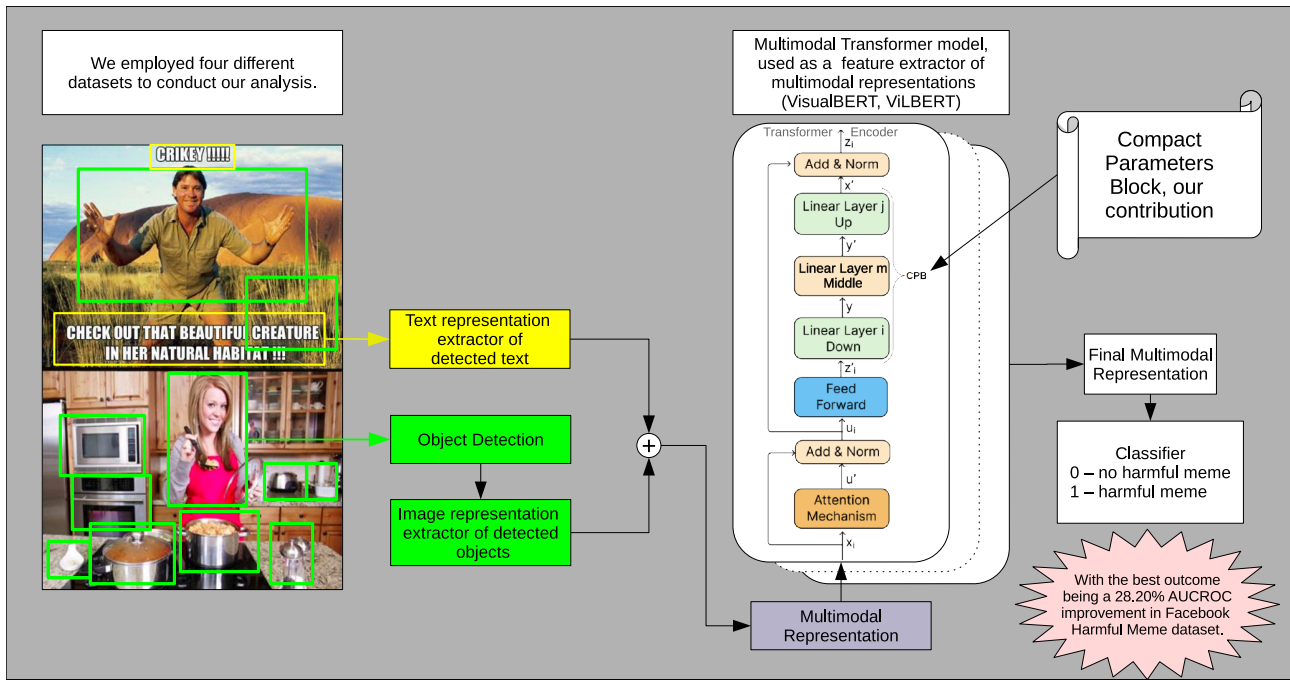 We employed four different
datasets to conduct our analysis.
Multimodal Transformer model,
used as a feature extractor of
multimodal representations
(VisualBERT, ViLBERT)
CRIKEY !!!!!
CHECK OUT THAT BEAUTIFUL CREATURE
IN HER NATURAL HABITAT !!!
Text representation
extractor of
detected text
Object Detection
Image representation
extractor of detected
objects
+
Transformer Encoder
zᵢ
Add & Norm
x'
Linear Layer j
Up
y'
Linear Layer m
Middle
CPB
y
Linear Layer i
Down
z'ᵢ
Feed
Forward
uᵢ
Add & Norm
u'
Attention
Mechanism
xᵢ
Multimodal
Representation
Compact
Parameters
Block, our
contribution
Final Multimodal
Representation
Classifier
0 – no harmful meme
1 – harmful meme
With the best outcome
being a 28.20% AUCROC
improvement in Facebook
Harmful Meme dataset.